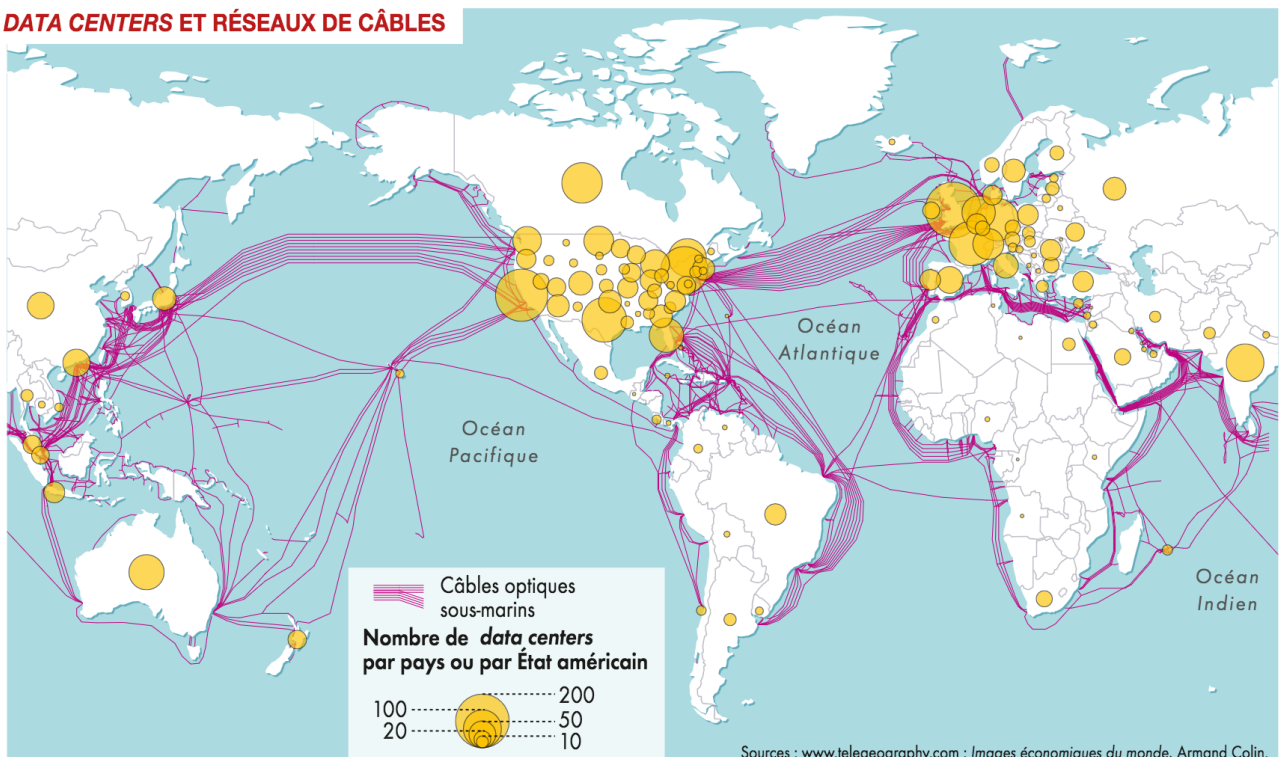 DATA CENTERS ET RÉSEAUX DE CÂBLES
Océan
Atlantique
Océan
Pacifique
Océan
Indien
Câbles optiques
sous-marins
Nombre de data centers
par pays ou par État américain
200
100
50
20
10
Sources : www.telegeography.com ; Images économiques du monde, Armand Colin.